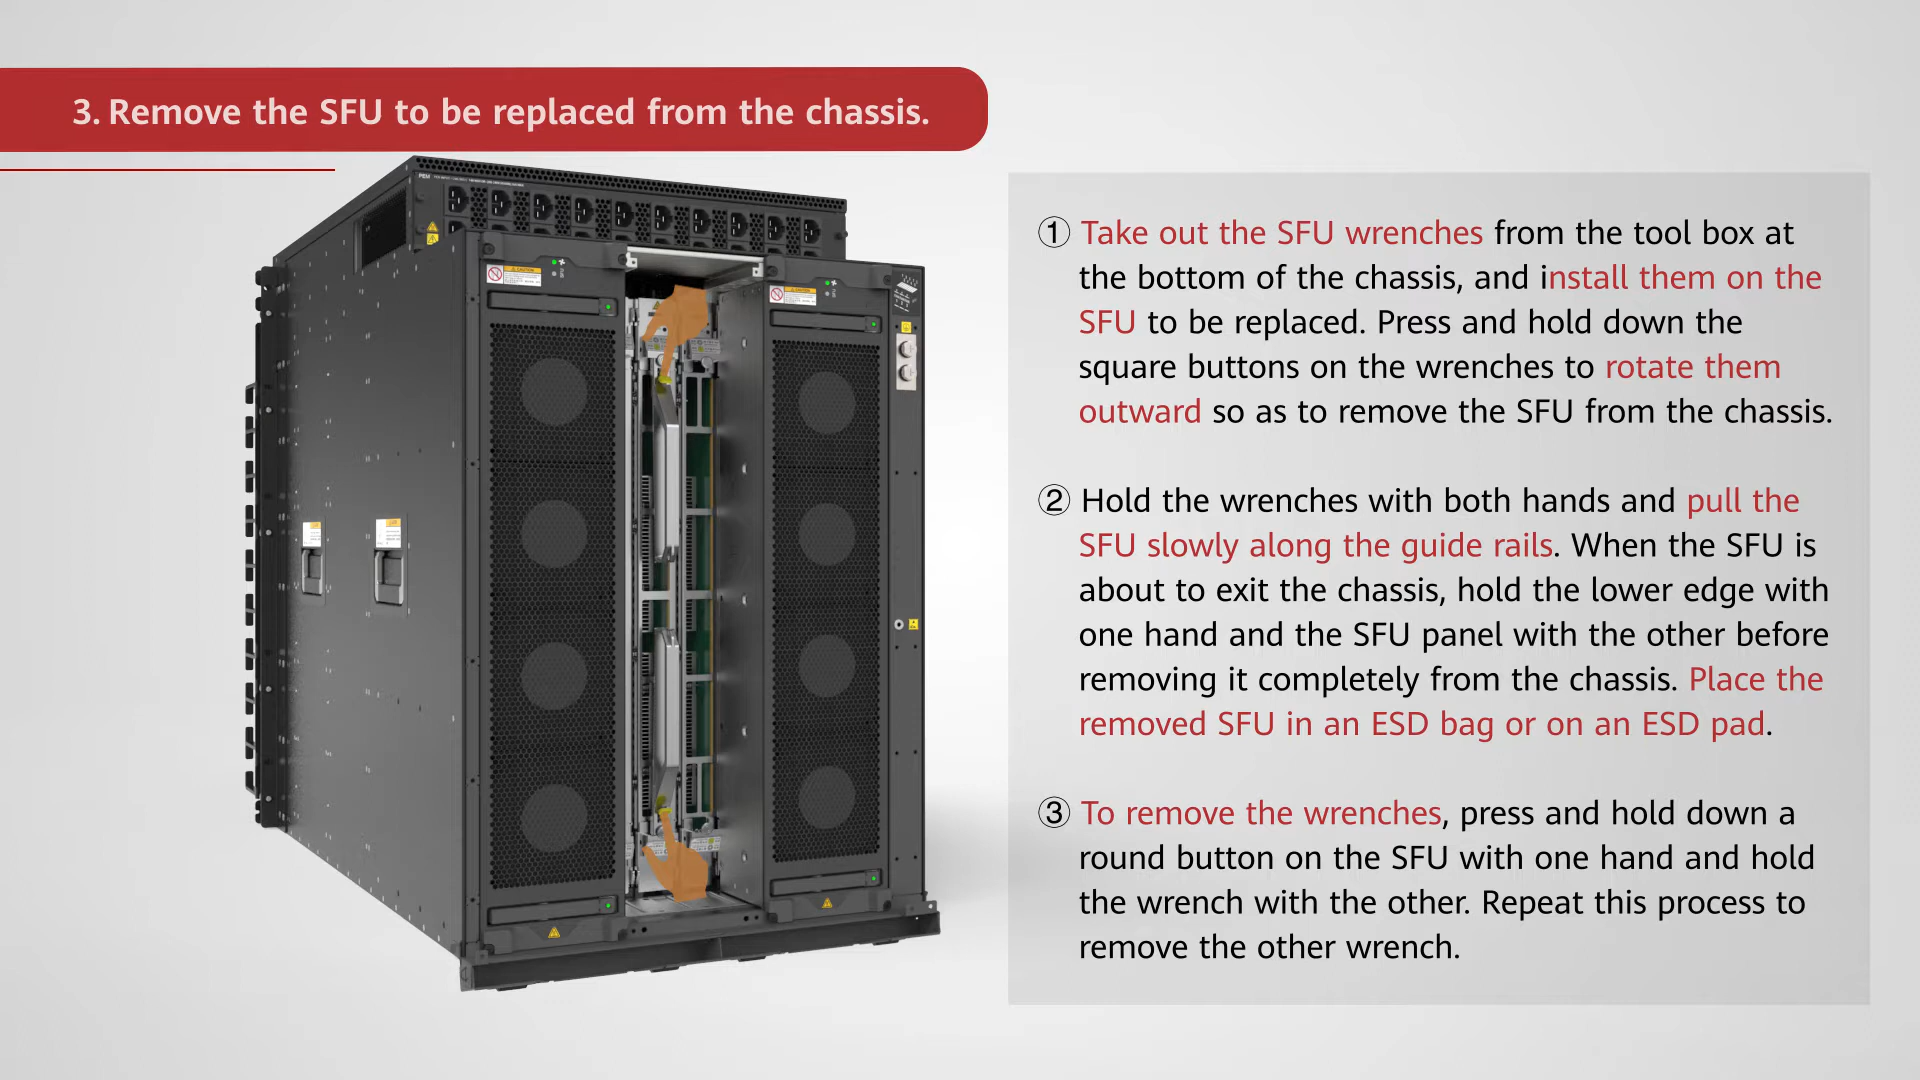 3. Remove the SFU to be replaced from the chassis.
① Take out the SFU wrenches from the tool box at
the bottom of the chassis, and install them on the
SFU to be replaced. Press and hold down the
square buttons on the wrenches to rotate them
outward so as to remove the SFU from the chassis.
② Hold the wrenches with both hands and pull the
SFU slowly along the guide rails. When the SFU is
about to exit the chassis, hold the lower edge with
one hand and the SFU panel with the other before
removing it completely from the chassis. Place the
removed SFU in an ESD bag or on an ESD pad.
③ To remove the wrenches, press and hold down a
round button on the SFU with one hand and hold
the wrench with the other. Repeat this process to
remove the other wrench.